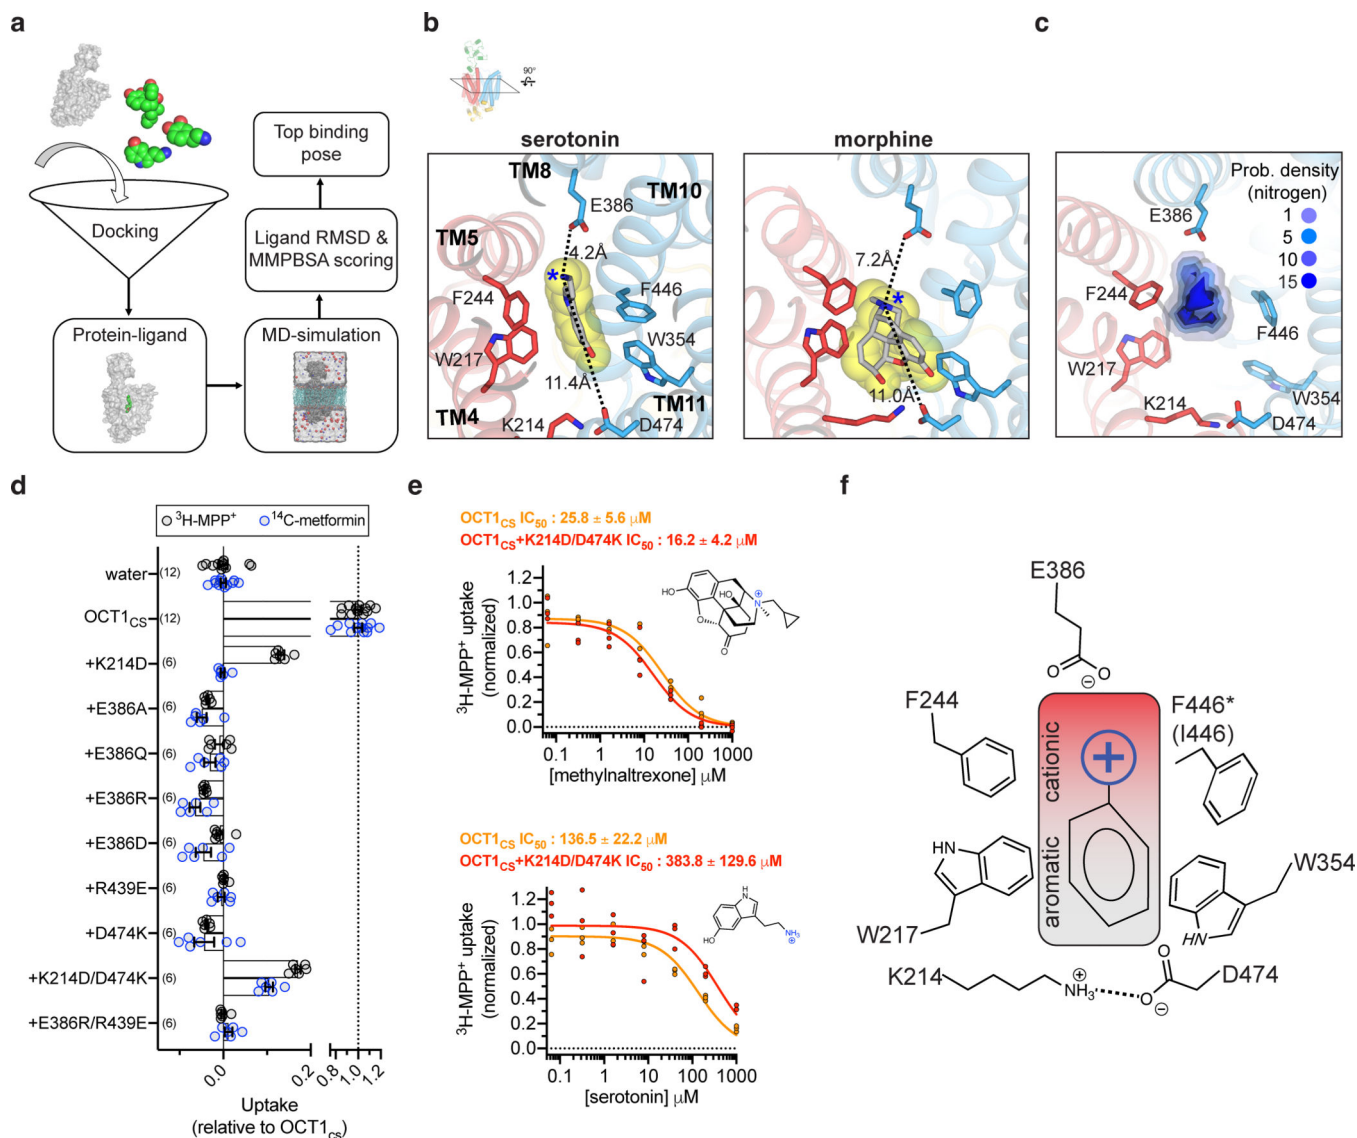 a
Docking
Protein-ligand
MD-simulation
Ligand RMSD &
MMPBSA scoring
Top binding
pose
b
90°
serotonin
TM8
TM10
E386
TM5
4.2Å
*
F244
F446
W217
W354
11.4Å
TM4
TM11
K214
D474
morphine
7.2Å
*
11.0Å
c
Prob. density
(nitrogen)
1
5
10
15
E386
F244
F446
W217
W354
K214
D474
d
³H-MPP⁺
¹⁴C-metformin
water (12)
OCT1CS (12)
+K214D (6)
+E386A (6)
+E386Q (6)
+E386R (6)
+E386D (6)
+R439E (6)
+D474K (6)
+K214D/D474K (6)
+E386R/R439E (6)
0.0 0.2 0.8 1.0 1.2
Uptake
(relative to OCT1CS)
e
OCT1CS IC50 : 25.8 ± 5.6 μM
OCT1CS+K214D/D474K IC50 : 16.2 ± 4.2 μM
³H-MPP⁺ uptake
(normalized)
1.2
1.0
0.8
0.6
0.4
0.2
0.0
0.1 1 10 100 1000
[methylnaltrexone] μM
HO
O
HO
N
+
O
OCT1CS IC50 : 136.5 ± 22.2 μM
OCT1CS+K214D/D474K IC50 : 383.8 ± 129.6 μM
³H-MPP⁺ uptake
(normalized)
1.2
1.0
0.8
0.6
0.4
0.2
0.0
0.1 1 10 100 1000
[serotonin] μM
H
N
HO
NH3
+
f
E386
O
O
−
F244
F446*
(I446)
cationic
+
aromatic
NH
W217
W354
HN
K214
+
NH3
O
O
−
D474